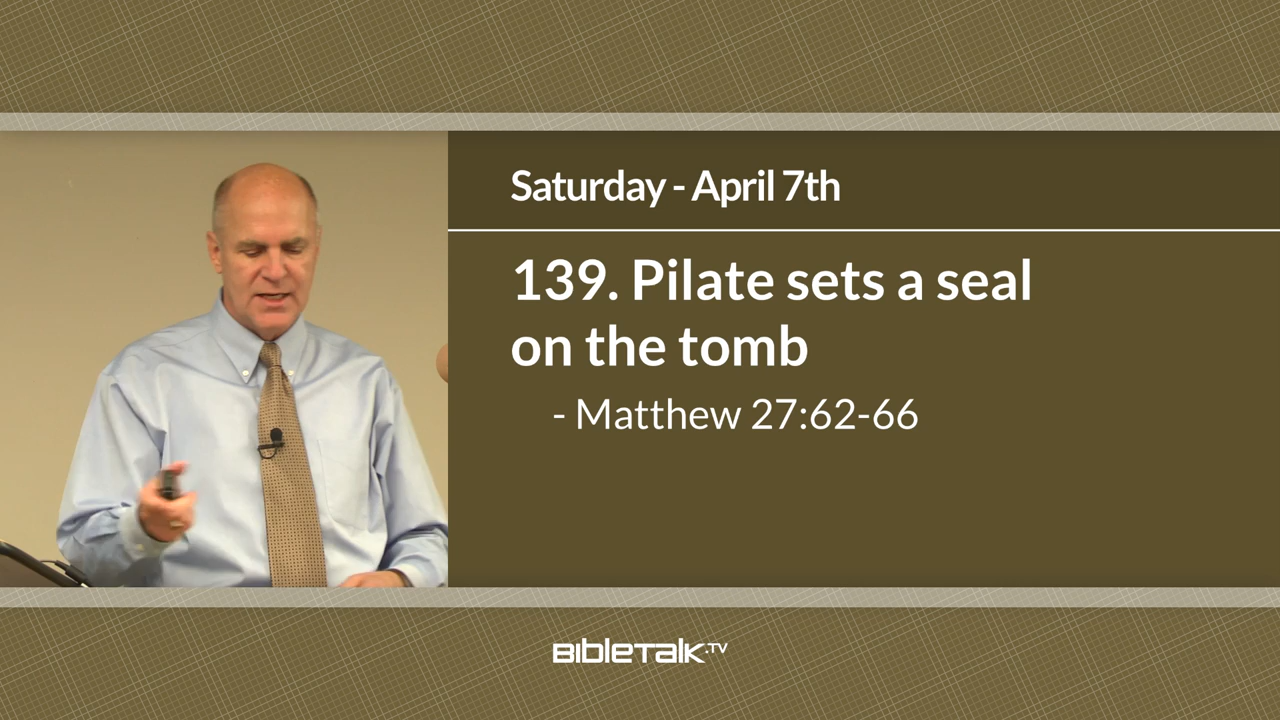 Saturday - April 7th
139. Pilate sets a seal
on the tomb
- Matthew 27:62-66
BIBLETALK.TV